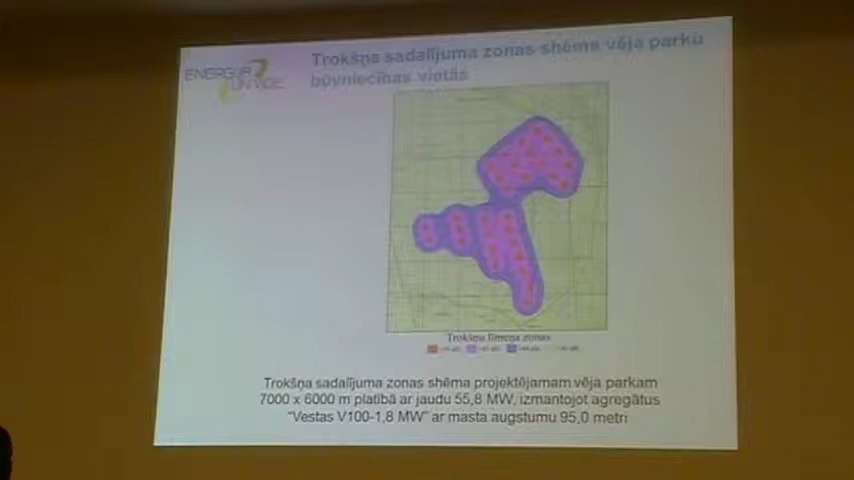 ENERĢIJA
UN VIDE
Trokšņa sadalījuma zonas shēma vēja parku
būvniecības vietās
Trokšņu līmeņa zonas
Trokšņa sadalījuma zonas shēma projektējamam vēja parkam
7000 x 6000 m platībā ar jaudu 55,8 MW, izmantojot agregātus
“Vestas V100-1,8 MW” ar masta augstumu 95,0 metri